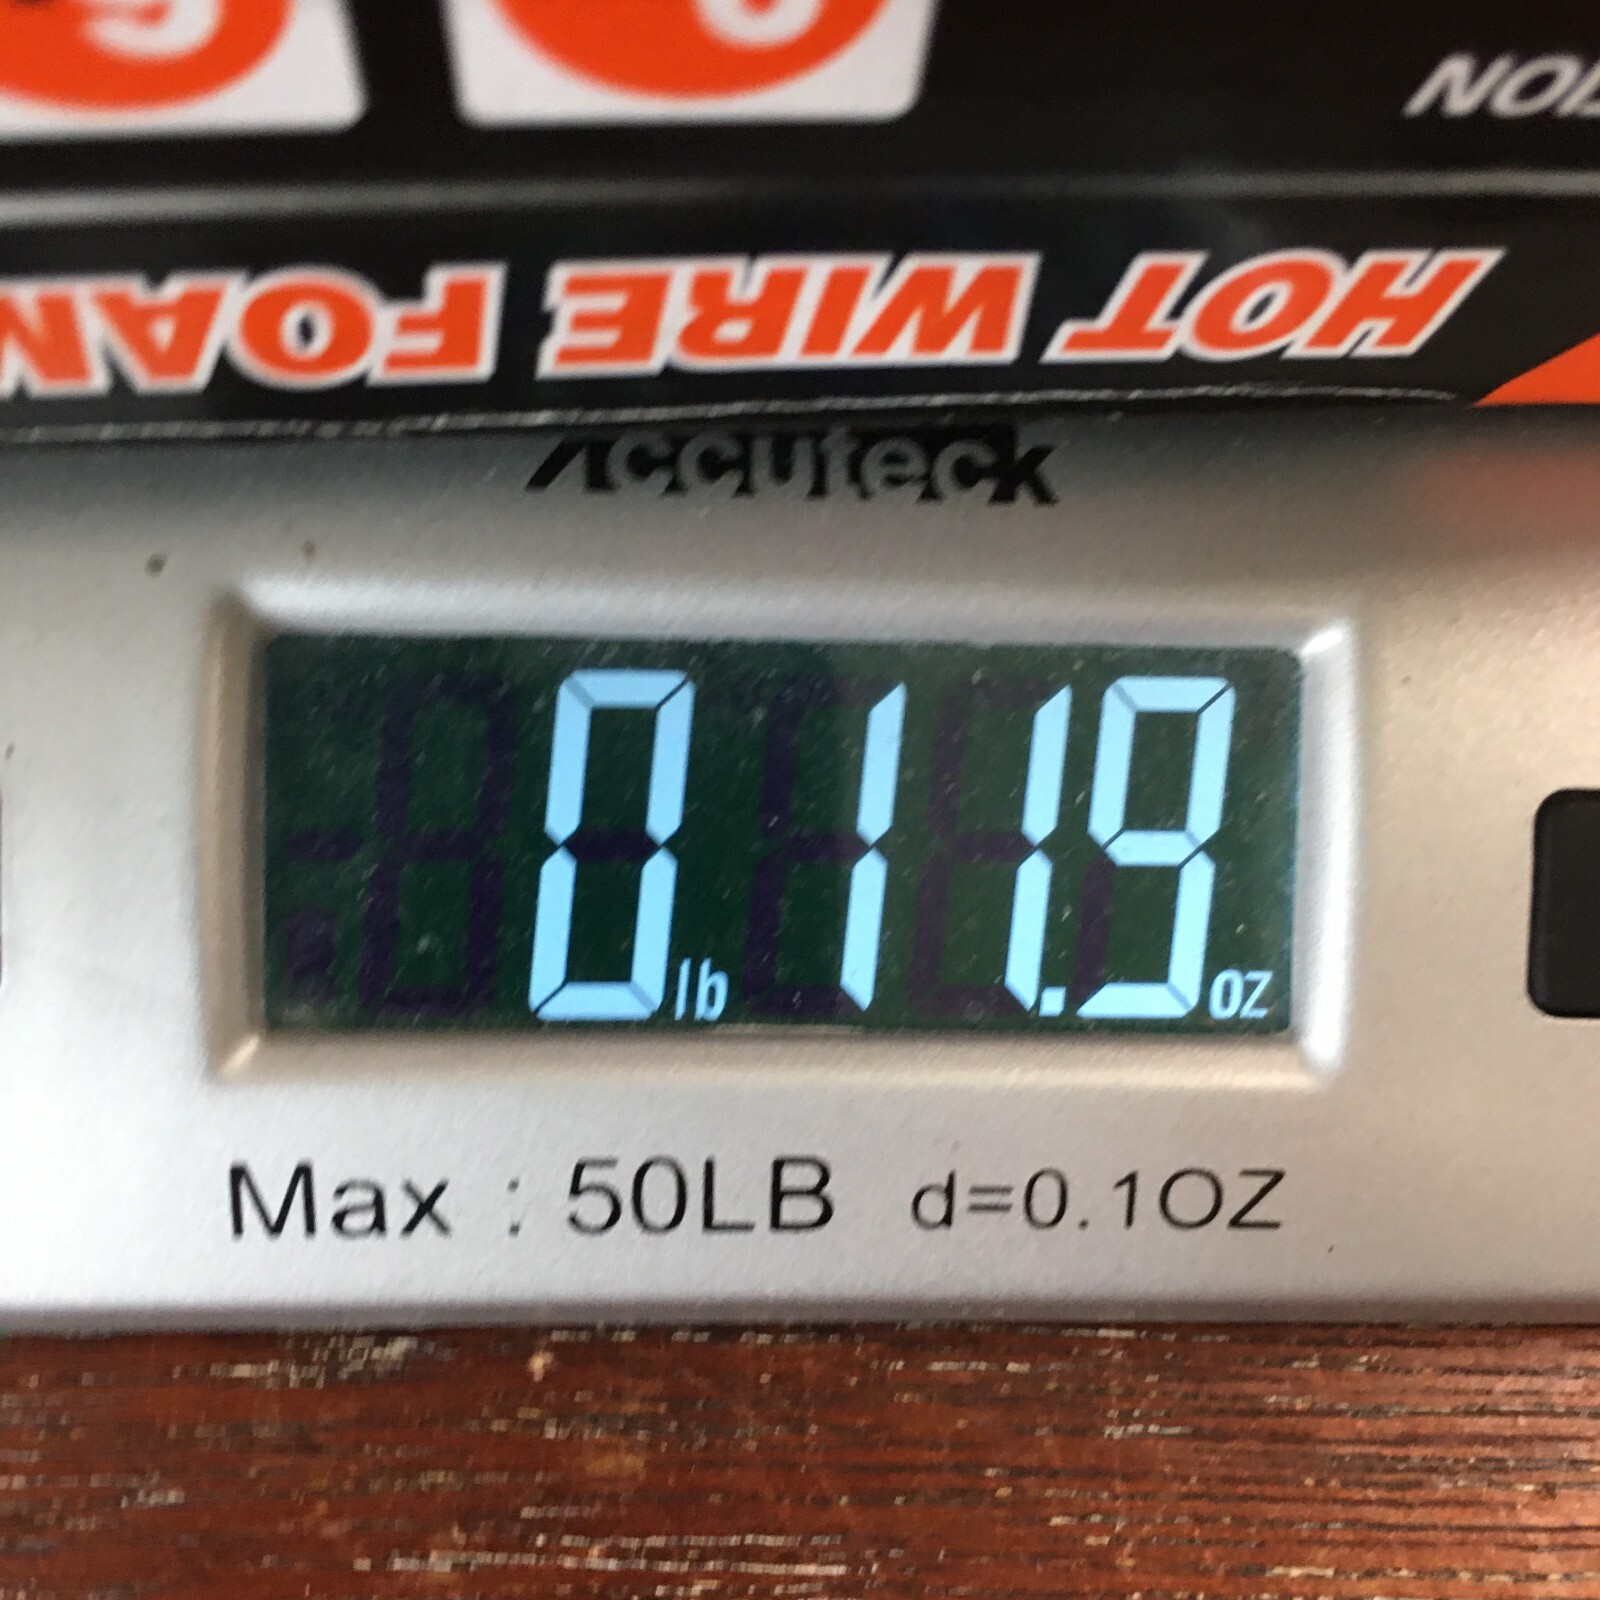 HOT WIRE FOAM
Accuteck
0 lb 11.9 oz
Max : 50LB d=0.1OZ